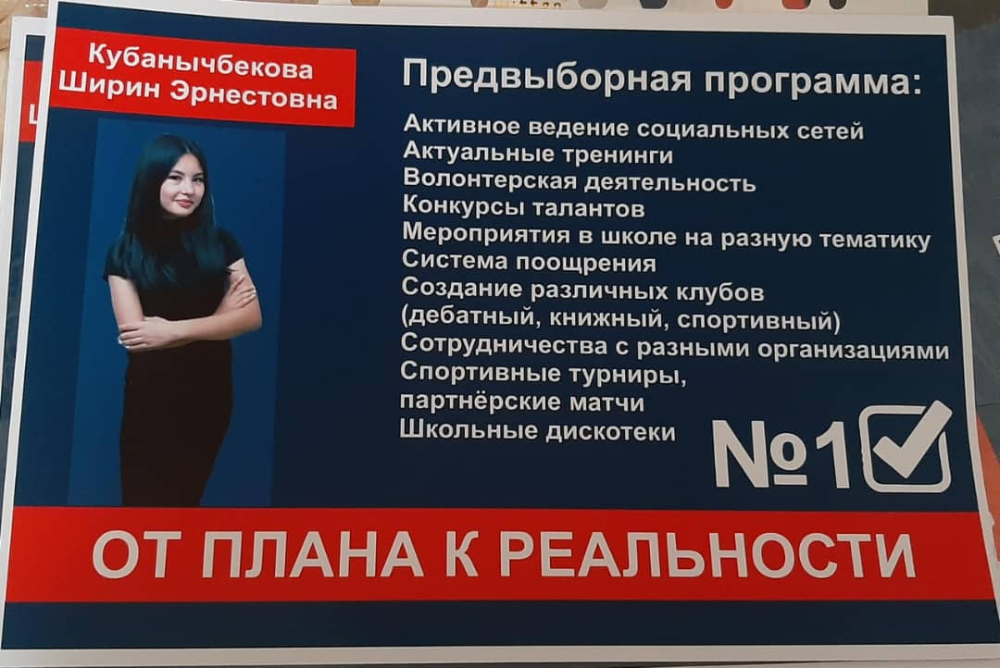 Кубанычбекова
Ширин Эрнестовна
Предвыборная программа:
Активное ведение социальных сетей
Актуальные тренинги
Волонтерская деятельность
Конкурсы талантов
Мероприятия в школе на разную тематику
Система поощрения
Создание различных клубов
(дебатный, книжный, спортивный)
Сотрудничества с разными организациями
Спортивные турниры,
партнёрские матчи
Школьные дискотеки
№1
ОТ ПЛАНА К РЕАЛЬНОСТИ